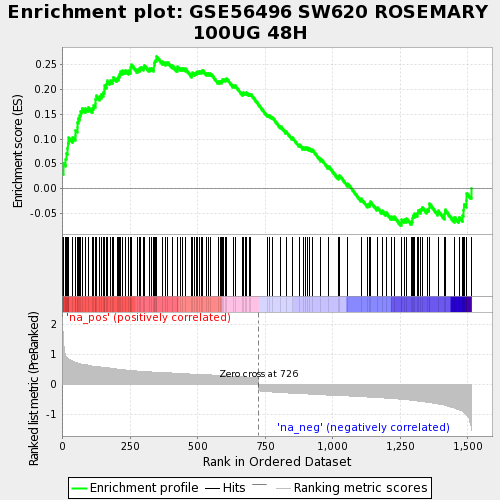 Enrichment plot: GSE56496 SW620 ROSEMARY
100UG 48H
Enrichment score (ES)
0.25
0.20
0.15
0.10
0.05
0.00
-0.05
'na_pos' (positively correlated)
Ranked list metric (PreRanked)
2
1
0
-1
Zero cross at 726
'na_neg' (negatively correlated)
0
250
500
750
1,000
1,250
1,500
Rank in Ordered Dataset
Enrichment profile
Hits
Ranking metric scores